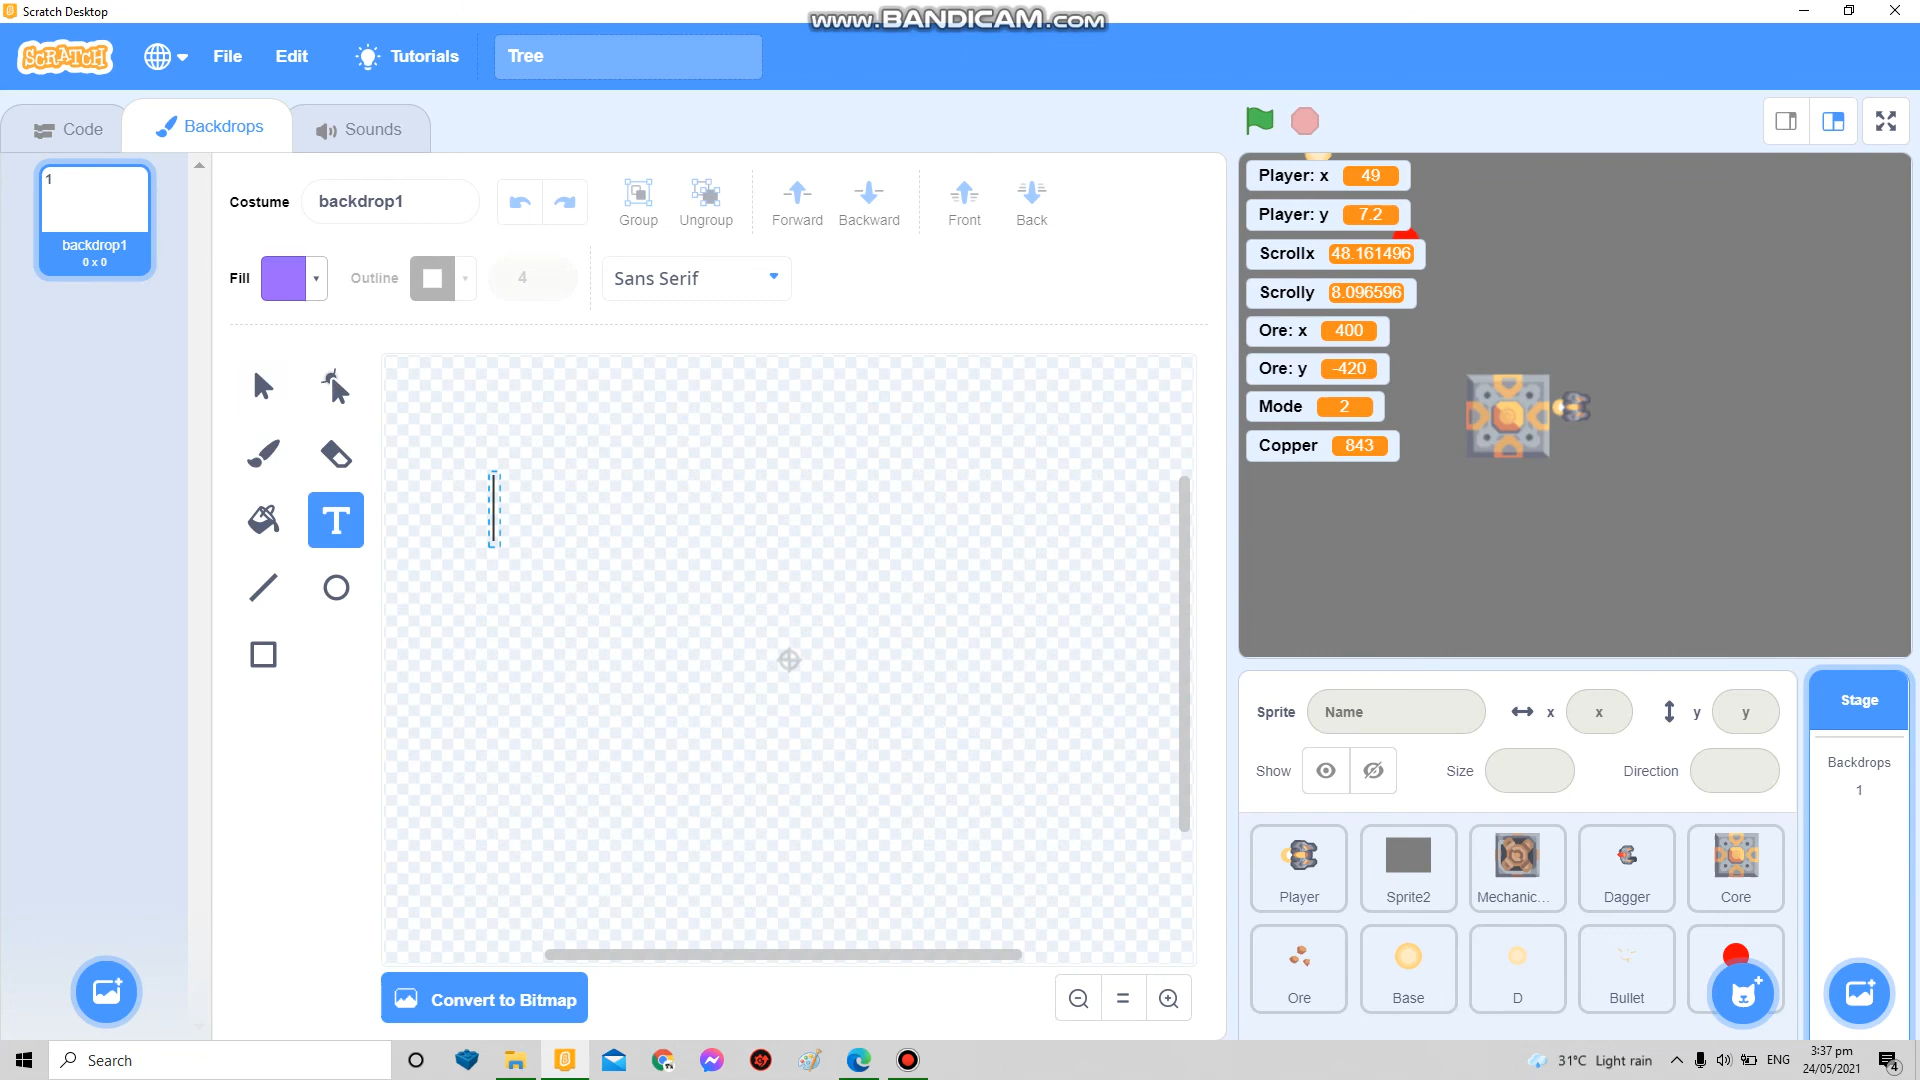 Scratch Desktop
www.BANDICAM.com
SCRATCH
File
Edit
Tutorials
Tree
Code
Backdrops
Sounds
1
backdrop1
0 x 0
Costume
backdrop1
Group
Ungroup
Forward
Backward
Front
Back
Fill
Outline
4
Sans Serif
T
Convert to Bitmap
Player: x 49
Player: y 7.2
Scrollx 48.161496
Scrolly 8.096596
Ore: x 400
Ore: y -420
Mode 2
Copper 843
Sprite
Name
x
x
y
y
Show
Size
Direction
Stage
Backdrops
1
Player
Sprite2
Mechanic...
Dagger
Core
Ore
Base
D
Bullet
Search
31°C Light rain
ENG
3:37 pm
24/05/2021
4